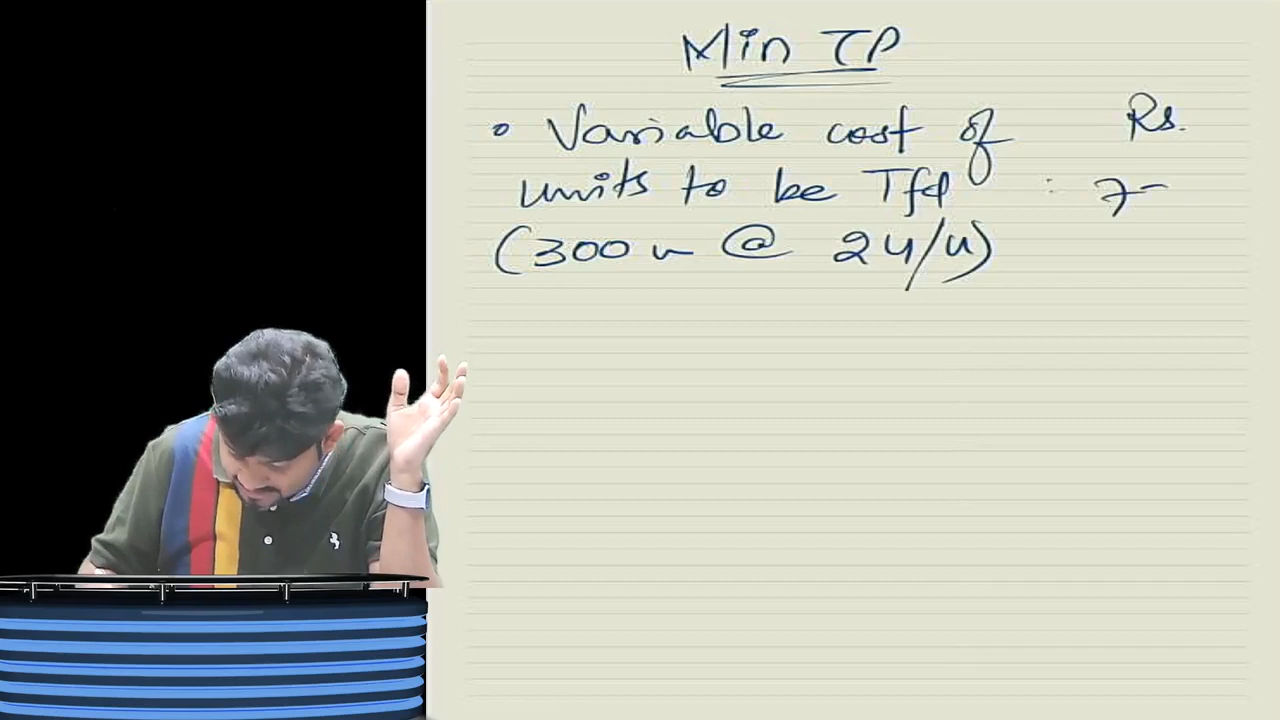 Min TP
• Variable cost of Rs.
units to be Tfd : 7-
(300 u @ 24/u)